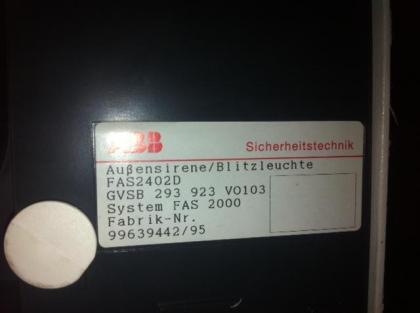 ABB Sicherheitstechnik
Außensirene/Blitzleuchte
FAS2402D
GVSB 293 923 V0103
System FAS 2000
Fabrik-Nr.
99639442/95